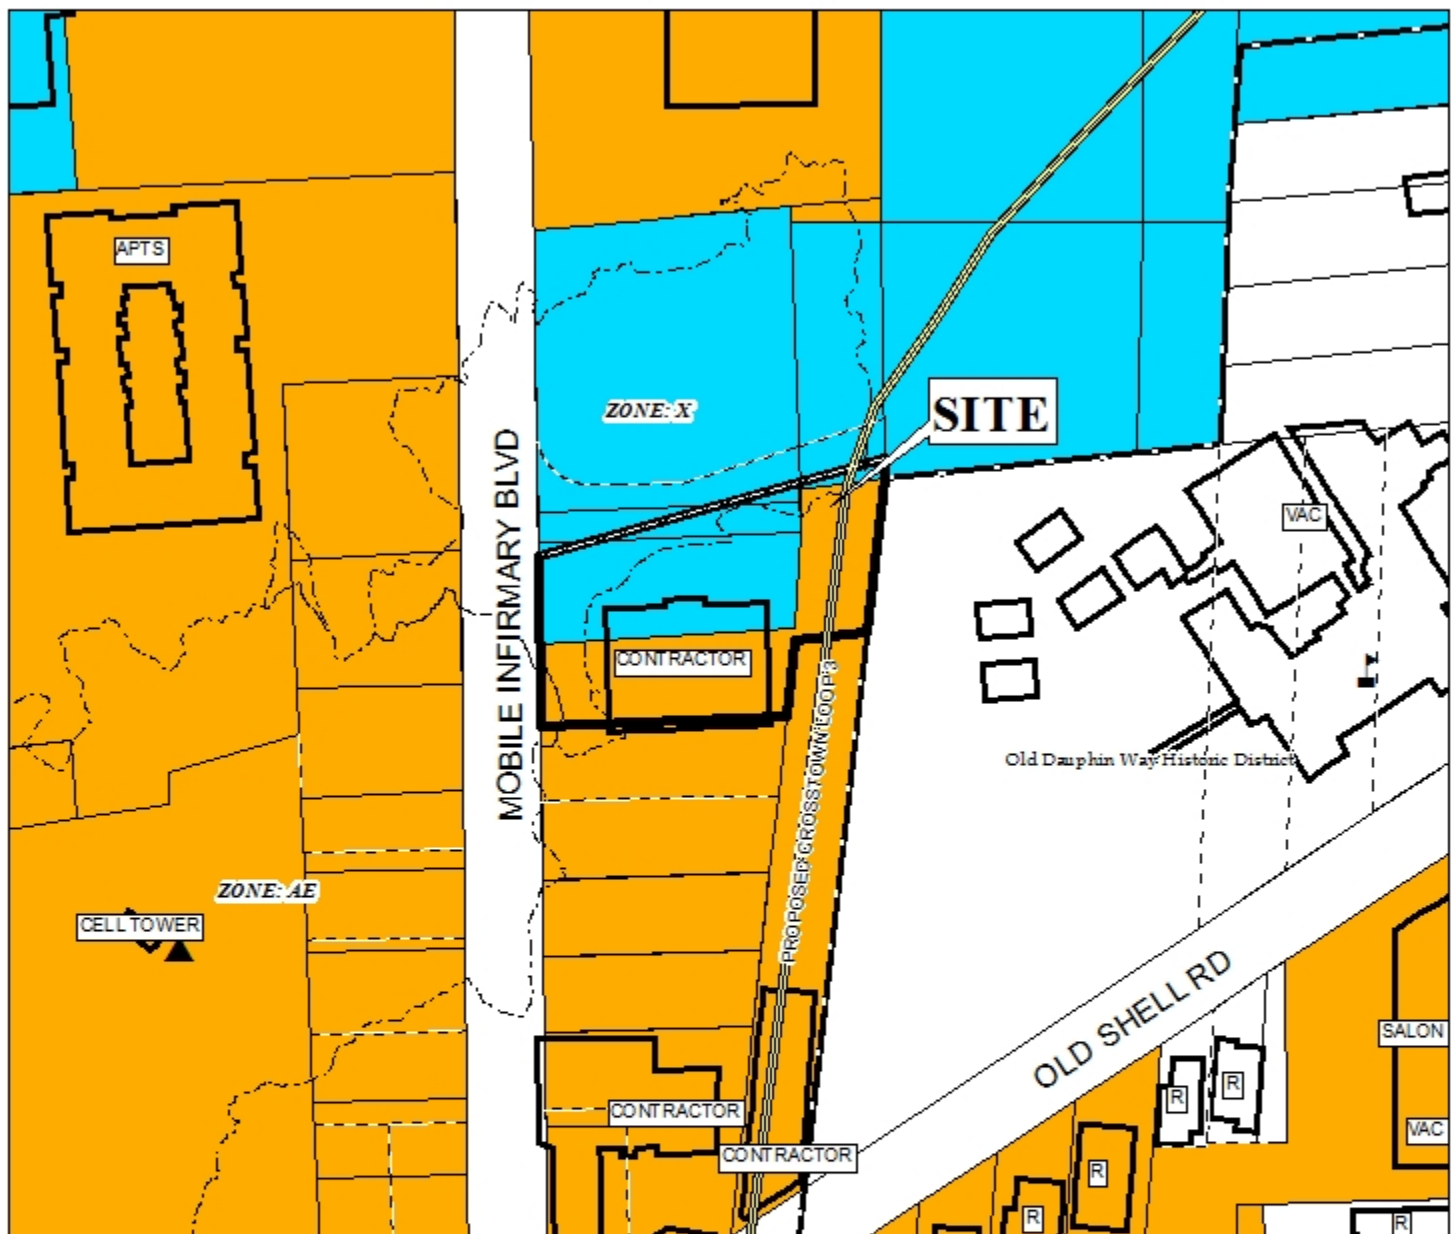 APTS
ZONE: X
SITE
MOBILE INFIRMARY BLVD
VAC
CONTRACTOR
PROPOSED CROSSTOWN LOOP 3
Old Dauphin Way Historic District
ZONE: AE
CELL TOWER
OLD SHELL RD
SALON
R
R
CONTRACTOR
VAC
CONTRACTOR
R
R
R